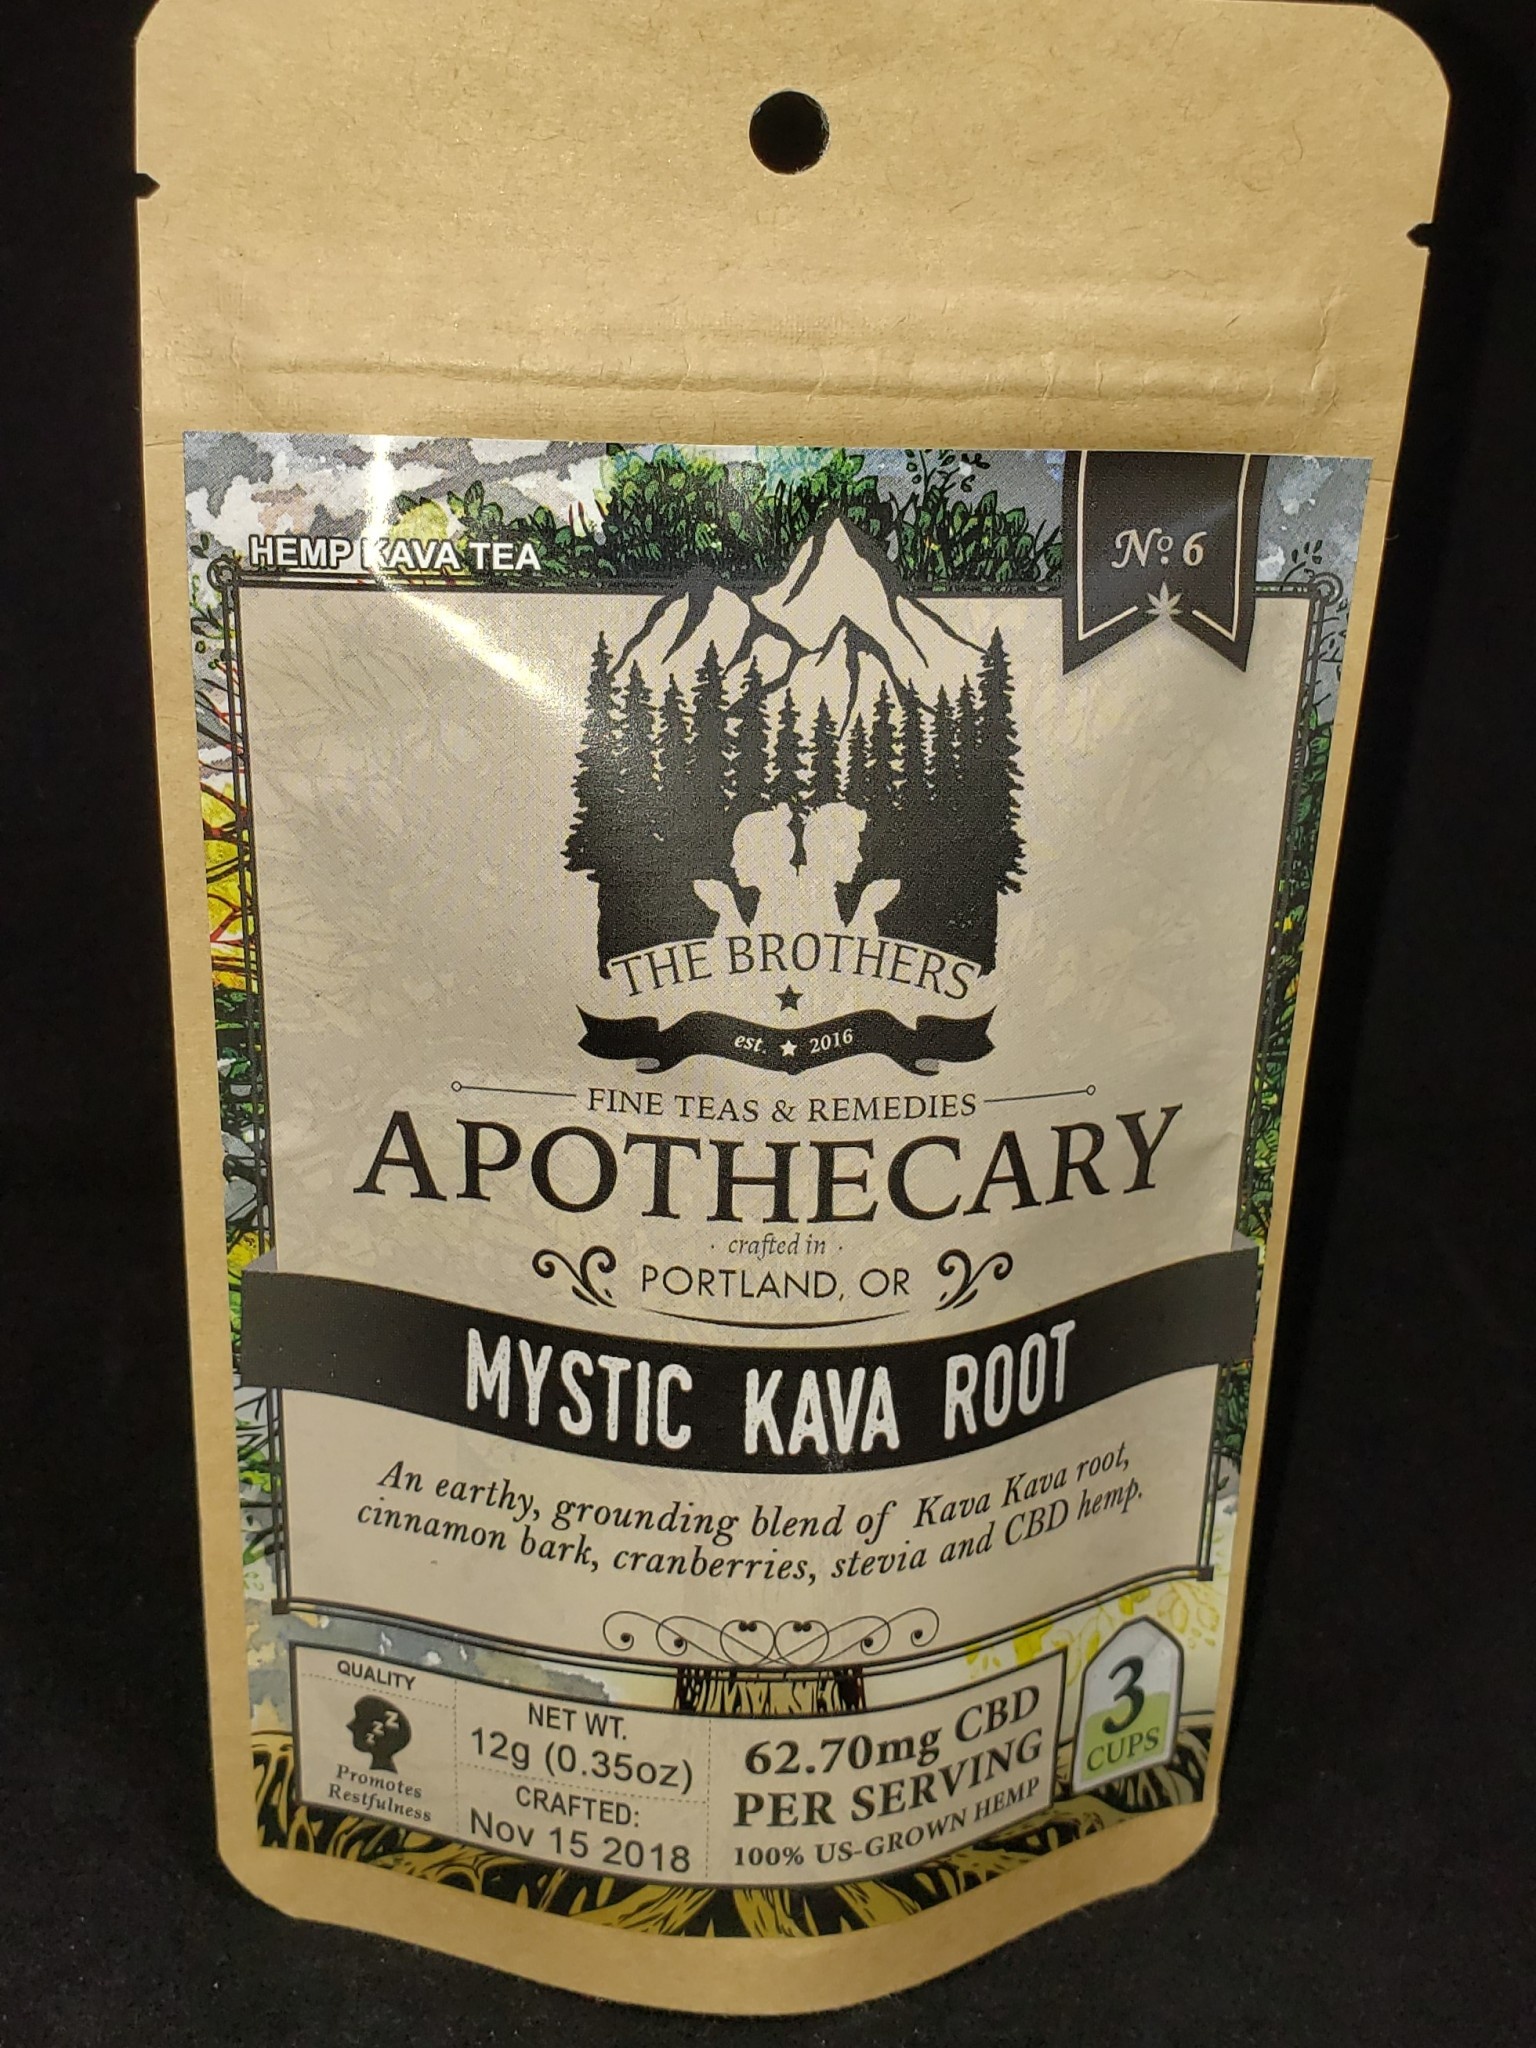 HEMP KAVA TEA
No. 6
THE BROTHERS
est. 2016
FINE TEAS & REMEDIES
APOTHECARY
· crafted in ·
PORTLAND, OR
MYSTIC KAVA ROOT
An earthy, grounding blend of Kava Kava root,
cinnamon bark, cranberries, stevia and CBD hemp.
QUALITY
Z Z Z
Promotes
Restfulness
NET WT.
12g (0.35oz)
CRAFTED:
Nov 15 2018
62.70mg CBD
PER SERVING
100% US-GROWN HEMP
3
CUPS